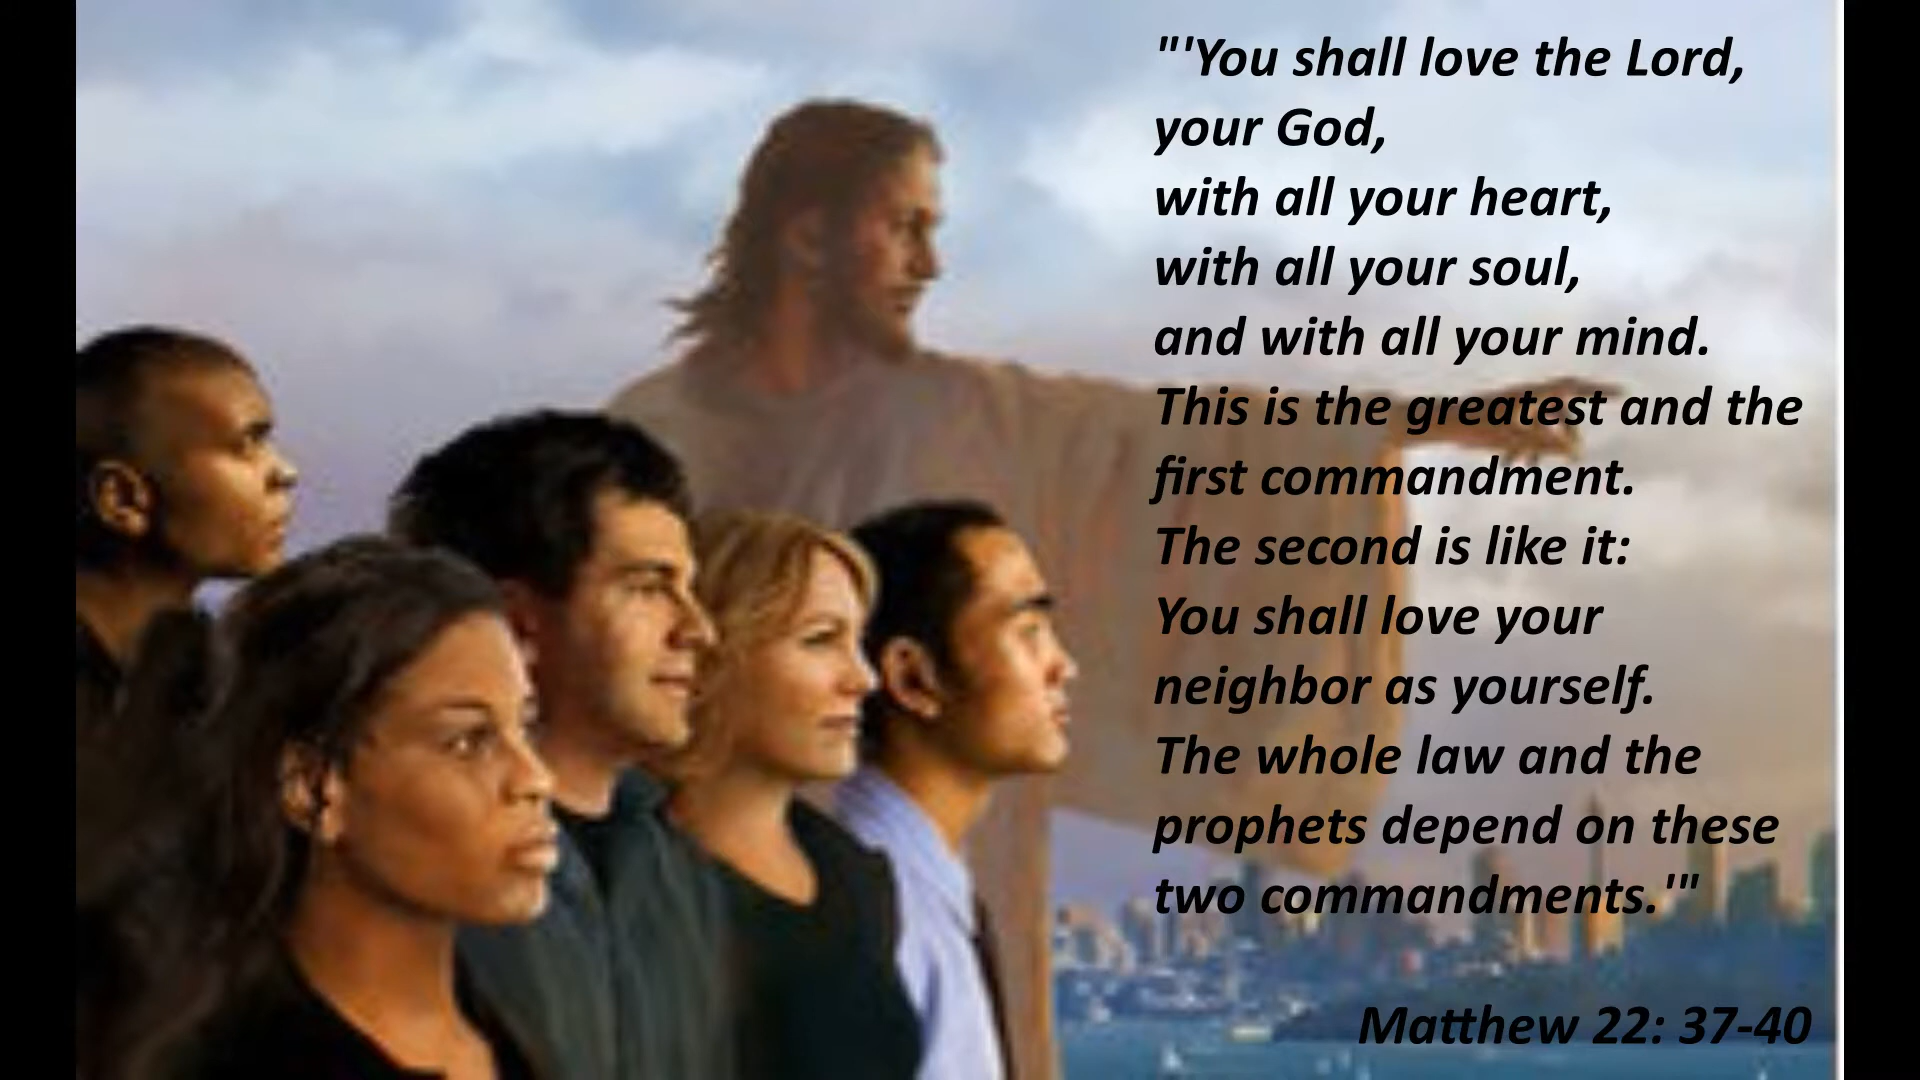 "'You shall love the Lord,
your God,
with all your heart,
with all your soul,
and with all your mind.
This is the greatest and the
first commandment.
The second is like it:
You shall love your
neighbor as yourself.
The whole law and the
prophets depend on these
two commandments.'"
Matthew 22: 37-40